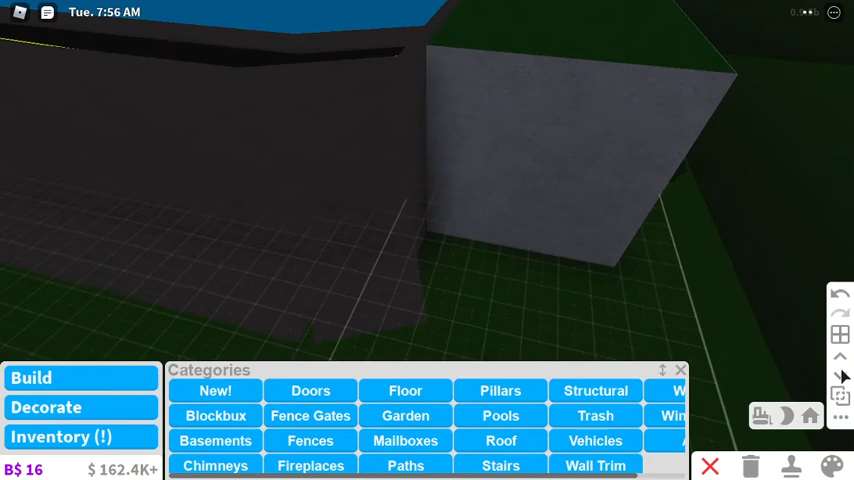 Tue. 7:56 AM
Build
Decorate
Inventory (!)
B$ 16
$ 162.4K+
Categories
New!
Doors
Floor
Pillars
Structural
W
Blockbux
Fence Gates
Garden
Pools
Trash
Win
Basements
Fences
Mailboxes
Roof
Vehicles
Chimneys
Fireplaces
Paths
Stairs
Wall Trim